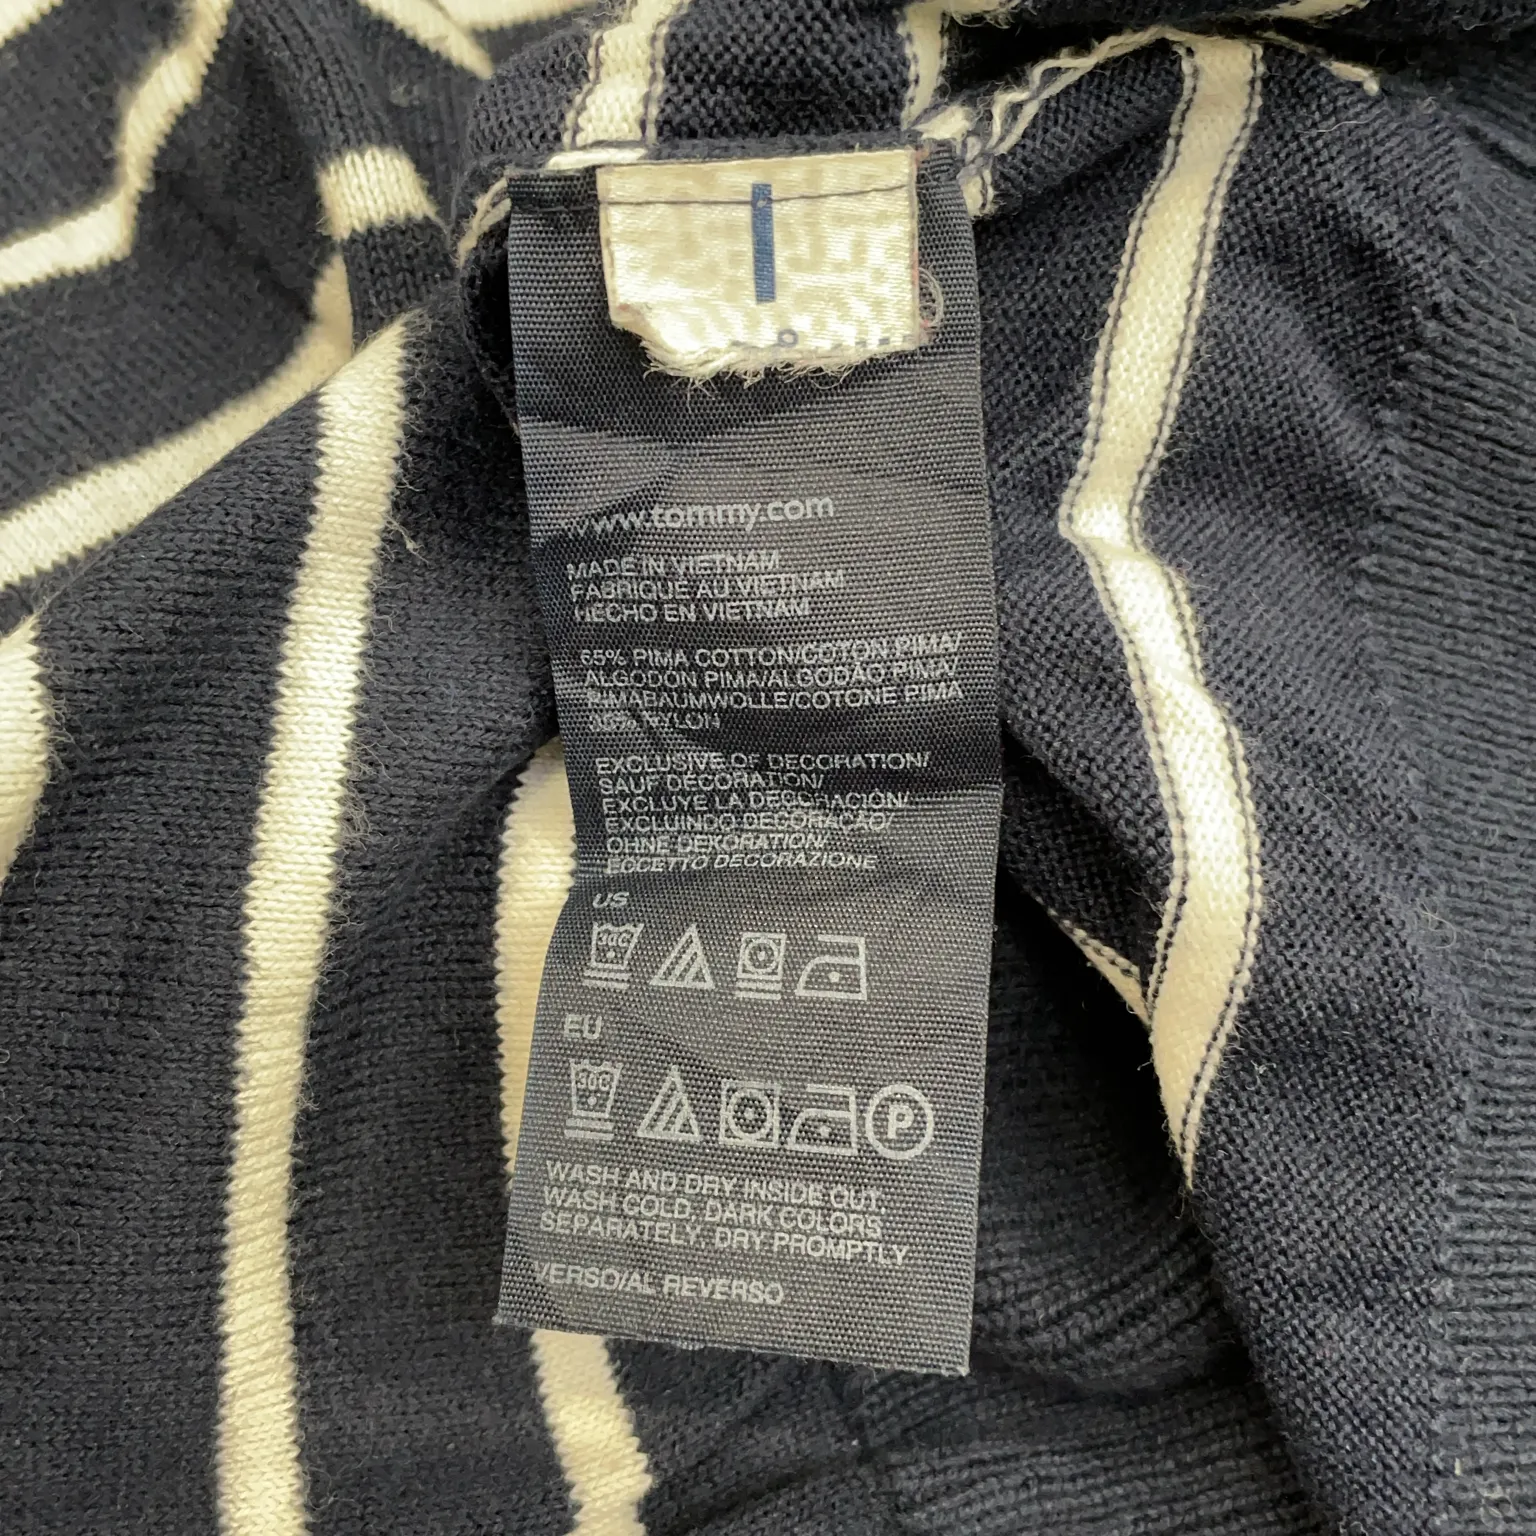 www.tommy.com
MADE IN VIETNAM
FABRIQUE AU VIETNAM
HECHO EN VIETNAM
65% PIMA COTTON/COTON PIMA/
ALGODON PIMA/ALGODÃO PIMA/
PIMABAUMWOLLE/COTONE PIMA
35% NYLON
EXCLUSIVE OF DECORATION/
SAUF DECORATION/
EXCLUYE LA DECORACIÓN/
EXCLUINDO DECORAÇÃO/
OHNE DEKORATION/
ECCETTO DECORAZIONE
US
30C
EU
30C
P
WASH AND DRY INSIDE OUT,
WASH COLD, DARK COLORS
SEPARATELY, DRY PROMPTLY
VERSO/AL REVERSO